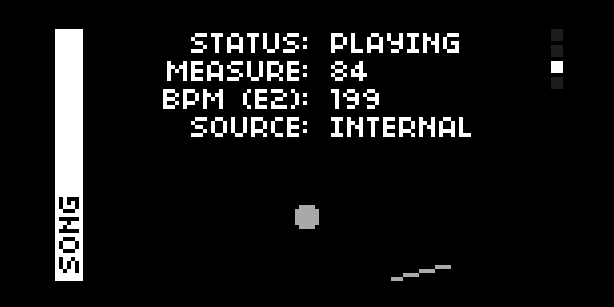 STATUS: PLAYING
MEASURE: 84
BPM (E2): 199
SOURCE: INTERNAL
SONG